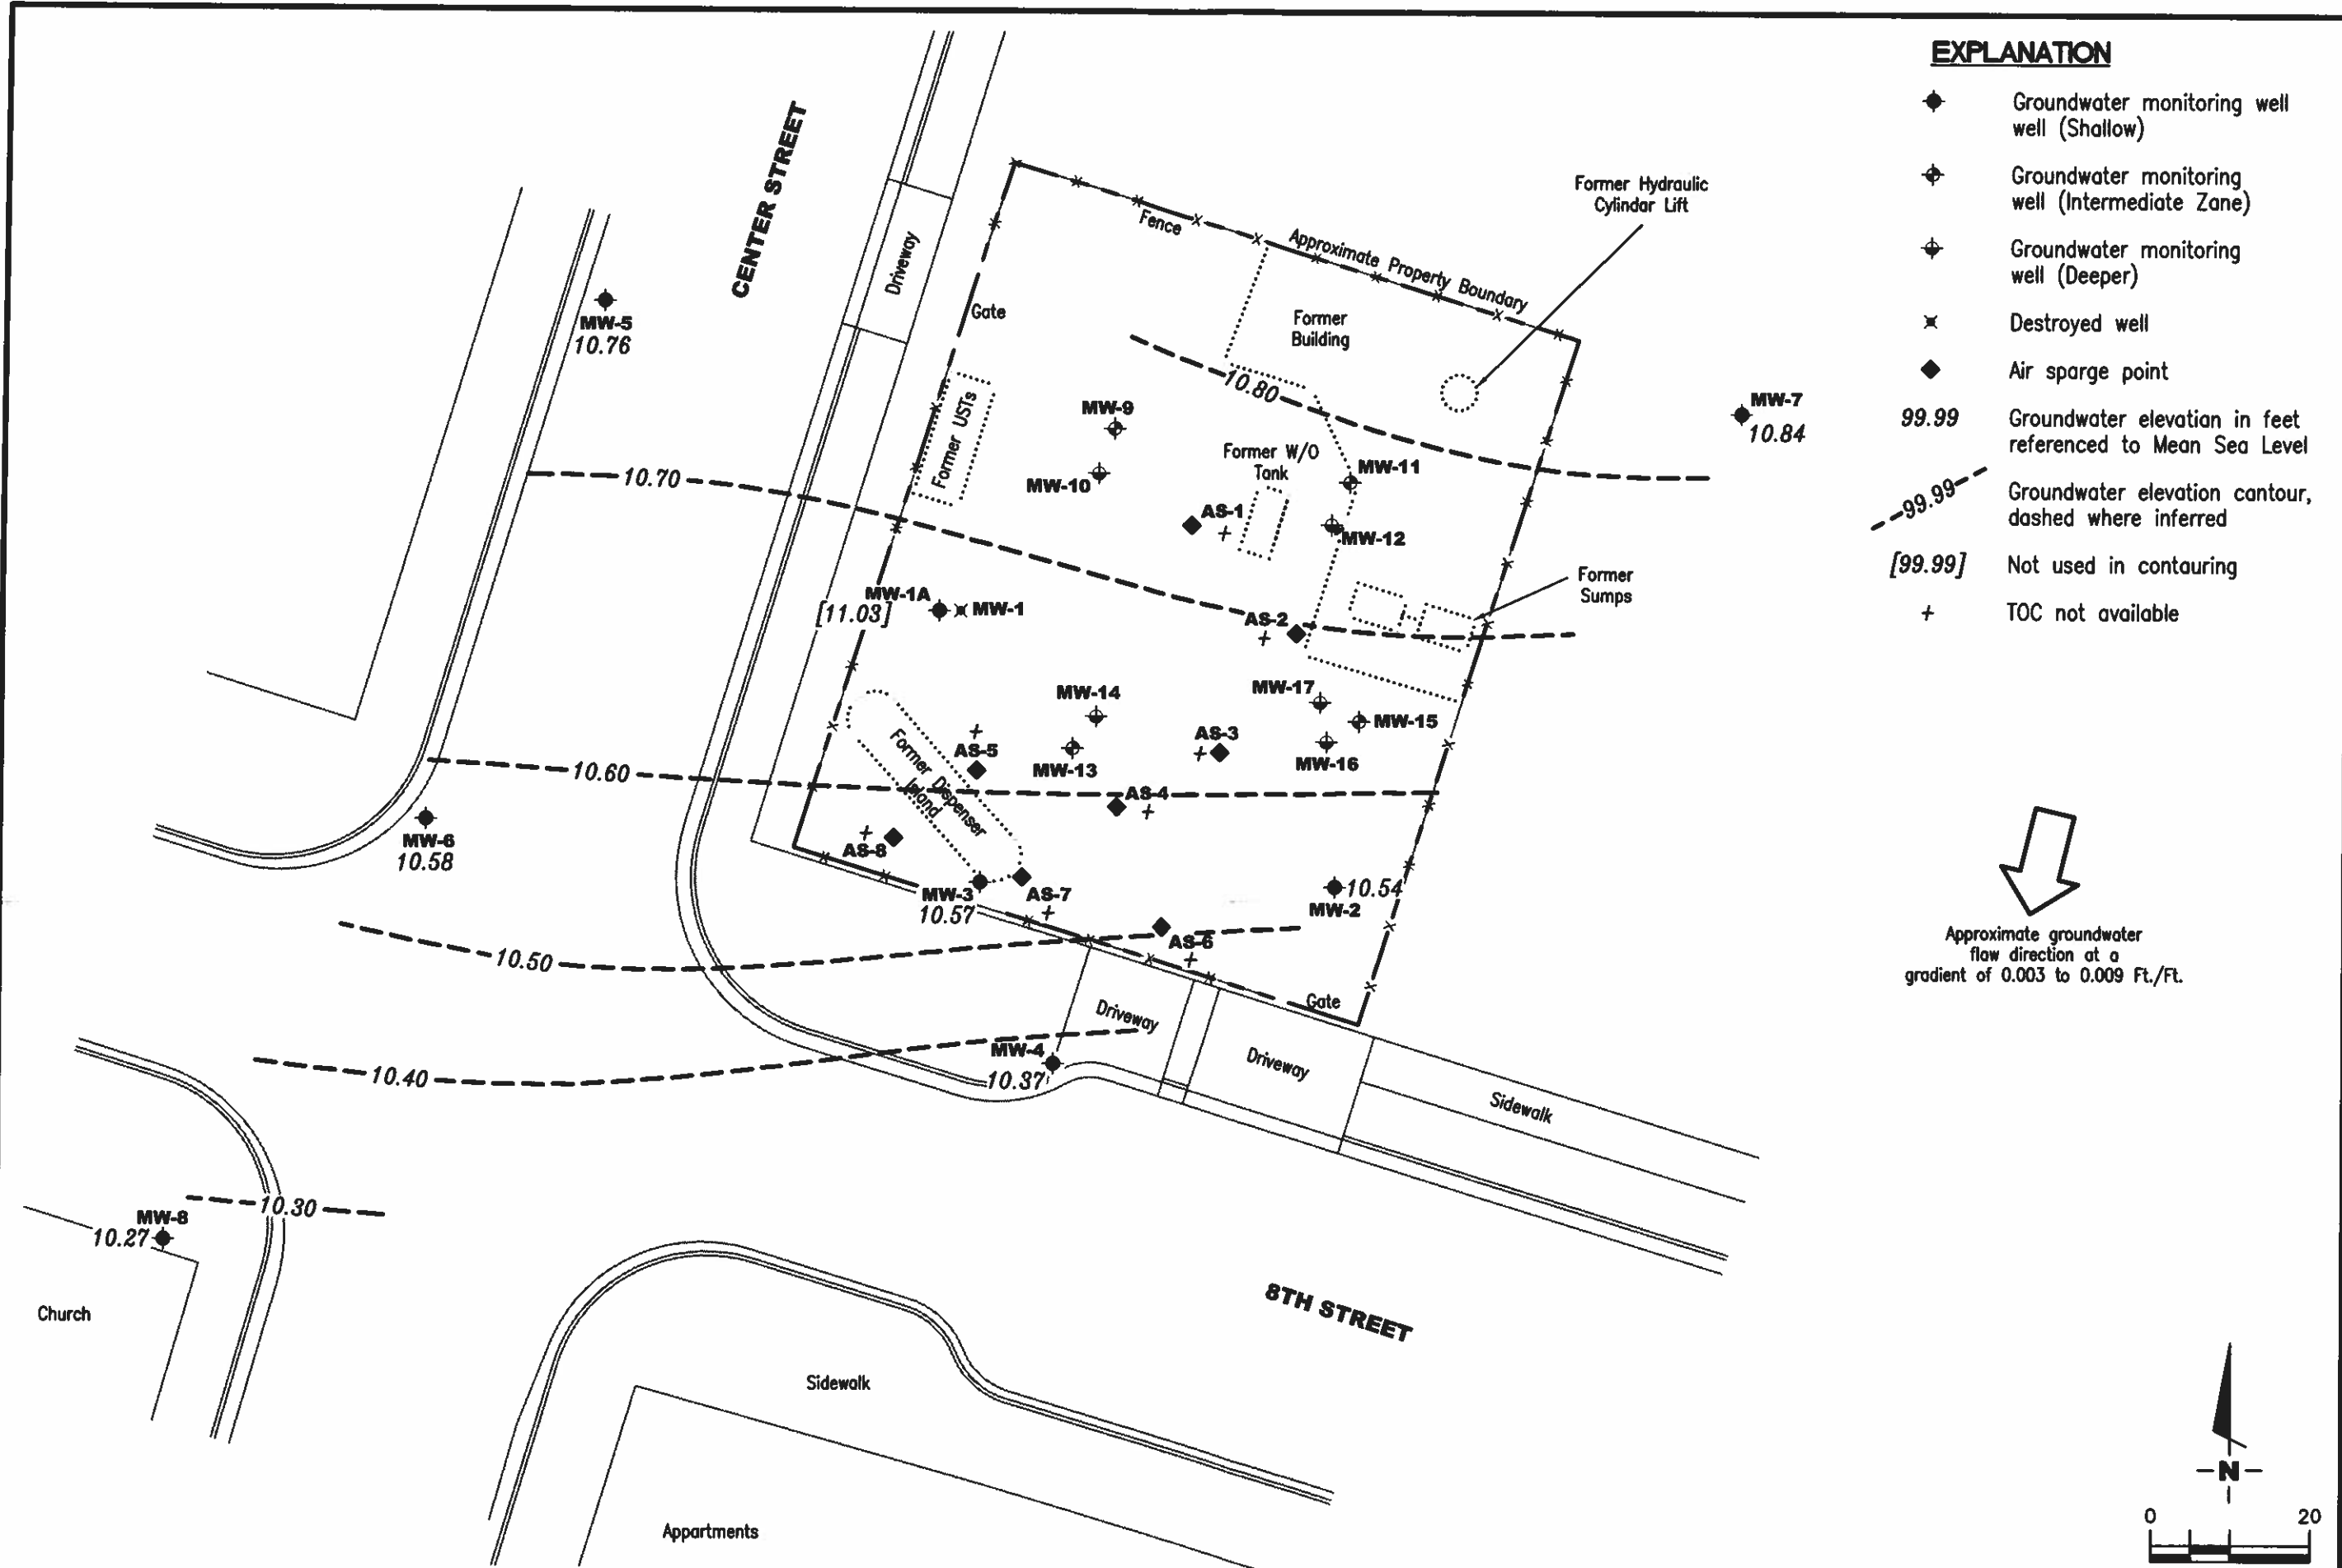 EXPLANATION
Groundwater monitoring well
well (Shallow)
Groundwater monitoring
well (Intermediate Zane)
Groundwater monitoring
well (Deeper)
Destroyed well
Air sparge point
99.99
Groundwater elevation in feet
referenced to Mean Sea Level
99.99
Groundwater elevation cantour,
dashed where inferred
[99.99]
Not used in contouring
+
TOC not available
CENTER STREET
Driveway
Fence
Approximate Property Boundary
Former Hydraulic
Cylindar Lift
Gate
Former
Building
MW-5
10.76
Former USTs
MW-9
10.80
MW-7
10.84
10.70
MW-10
Former W/O
Tank
MW-11
AS-1
+
MW-12
Former
Sumps
MW-1A
[11.03]
MW-1
AS-2
+
MW-14
MW-17
MW-15
+
AS-5
MW-13
AS-3
+
MW-16
Former Dispenser
Island
10.60
AS-4
+
MW-6
10.58
+
AS-8
MW-3
10.57
AS-7
+
10.54
MW-2
10.50
AS-6
+
Gate
Driveway
Driveway
MW-4
10.37
10.40
Sidewalk
Approximate groundwater
flaw direction at a
gradient of 0.003 to 0.009 Ft./Ft.
10.30
MW-8
10.27
Church
8TH STREET
Sidewalk
Appartments
-N-
0
20